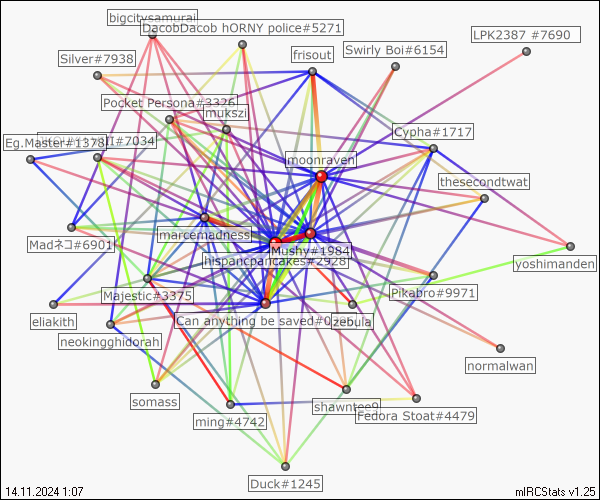 bigcitysamurai
DacobDacob hORNY police#5271
LPK2387 #7690
frisout
Swirly Boi#6154
Silver#7938
Pocket Persona#3326
mukszi
Cypha#1717
Eg.Master#1378
#7034
moonraven
thesecondtwat
marcemadness
Madネコ#6901
Mushy#1984
hispanicpancakes#2928
yoshimanden
Majestic#3375
Pikabro#9971
eliakith
Can anything be saved#0
zebula
neokingghidorah
normalwan
somass
shawntee9
Fedora Stoat#4479
ming#4742
Duck#1245
14.11.2024 1:07
mIRCStats v1.25